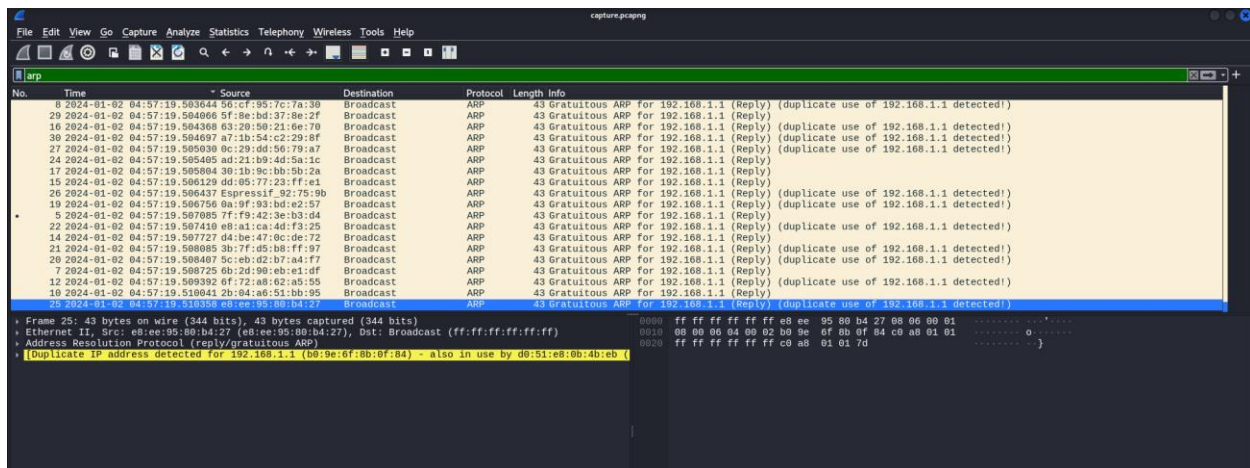 capture.pcapng
File Edit View Go Capture Analyze Statistics Telephony Wireless Tools Help
arp
No. Time Source Destination Protocol Length Info
8 2024-01-02 04:57:19.503644 56:cf:95:7c:7a:30 Broadcast ARP 43 Gratuitous ARP for 192.168.1.1 (Reply) (duplicate use of 192.168.1.1 detected!)
29 2024-01-02 04:57:19.504066 5f:8e:bd:37:8e:2f Broadcast ARP 43 Gratuitous ARP for 192.168.1.1 (Reply)
16 2024-01-02 04:57:19.504368 63:20:50:21:6e:70 Broadcast ARP 43 Gratuitous ARP for 192.168.1.1 (Reply) (duplicate use of 192.168.1.1 detected!)
30 2024-01-02 04:57:19.504697 a7:1b:54:c2:29:8f Broadcast ARP 43 Gratuitous ARP for 192.168.1.1 (Reply) (duplicate use of 192.168.1.1 detected!)
27 2024-01-02 04:57:19.505030 0c:29:dd:56:79:a7 Broadcast ARP 43 Gratuitous ARP for 192.168.1.1 (Reply) (duplicate use of 192.168.1.1 detected!)
24 2024-01-02 04:57:19.505405 ad:21:b9:4d:5a:1c Broadcast ARP 43 Gratuitous ARP for 192.168.1.1 (Reply)
17 2024-01-02 04:57:19.505804 30:1b:9c:bb:5b:2a Broadcast ARP 43 Gratuitous ARP for 192.168.1.1 (Reply)
15 2024-01-02 04:57:19.506129 dd:05:77:23:ff:e1 Broadcast ARP 43 Gratuitous ARP for 192.168.1.1 (Reply)
26 2024-01-02 04:57:19.506437 Espressif_92:75:9b Broadcast ARP 43 Gratuitous ARP for 192.168.1.1 (Reply) (duplicate use of 192.168.1.1 detected!)
19 2024-01-02 04:57:19.506756 0a:9f:93:bd:e2:57 Broadcast ARP 43 Gratuitous ARP for 192.168.1.1 (Reply) (duplicate use of 192.168.1.1 detected!)
5 2024-01-02 04:57:19.507085 7f:f9:42:3e:b3:d4 Broadcast ARP 43 Gratuitous ARP for 192.168.1.1 (Reply)
22 2024-01-02 04:57:19.507410 e8:a1:ca:4d:f3:25 Broadcast ARP 43 Gratuitous ARP for 192.168.1.1 (Reply) (duplicate use of 192.168.1.1 detected!)
14 2024-01-02 04:57:19.507727 d4:be:47:0c:de:72 Broadcast ARP 43 Gratuitous ARP for 192.168.1.1 (Reply)
21 2024-01-02 04:57:19.508085 3b:7f:d5:b8:ff:97 Broadcast ARP 43 Gratuitous ARP for 192.168.1.1 (Reply) (duplicate use of 192.168.1.1 detected!)
20 2024-01-02 04:57:19.508407 5c:eb:d2:b7:a4:f7 Broadcast ARP 43 Gratuitous ARP for 192.168.1.1 (Reply) (duplicate use of 192.168.1.1 detected!)
7 2024-01-02 04:57:19.508725 6b:2d:90:eb:e1:df Broadcast ARP 43 Gratuitous ARP for 192.168.1.1 (Reply)
12 2024-01-02 04:57:19.509392 6f:72:a8:62:a5:55 Broadcast ARP 43 Gratuitous ARP for 192.168.1.1 (Reply) (duplicate use of 192.168.1.1 detected!)
10 2024-01-02 04:57:19.510041 2b:04:a6:51:bb:95 Broadcast ARP 43 Gratuitous ARP for 192.168.1.1 (Reply)
25 2024-01-02 04:57:19.510358 e8:ee:95:80:b4:27 Broadcast ARP 43 Gratuitous ARP for 192.168.1.1 (Reply) (duplicate use of 192.168.1.1 detected!)
Frame 25: 43 bytes on wire (344 bits), 43 bytes captured (344 bits)
Ethernet II, Src: e8:ee:95:80:b4:27 (e8:ee:95:80:b4:27), Dst: Broadcast (ff:ff:ff:ff:ff:ff)
Address Resolution Protocol (reply/gratuitous ARP)
[Duplicate IP address detected for 192.168.1.1 (b0:9e:6f:8b:0f:84) - also in use by d0:51:e8:0b:4b:eb (
0000 ff ff ff ff ff ff e8 ee 95 80 b4 27 08 06 00 01 ········ ···'····
0010 08 00 06 04 00 02 b0 9e 6f 8b 0f 84 c0 a8 01 01 ········ o·······
0020 ff ff ff ff ff ff c0 a8 01 01 7d ········ ··}